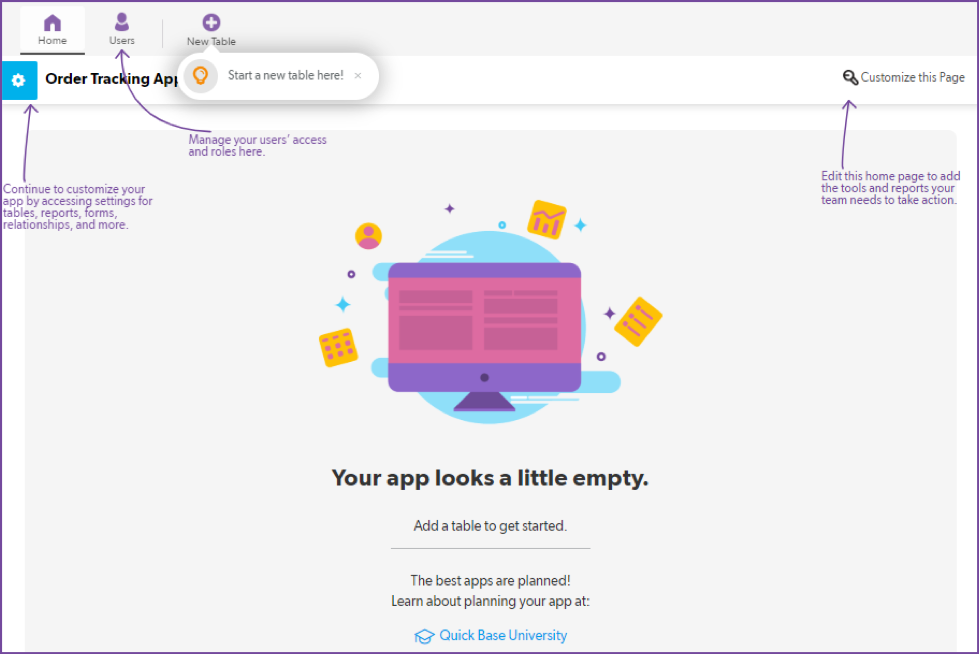 Home
Users
New Table
Order Tracking App
Start a new table here!
×
Customize this Page
Manage your users' access
and roles here.
Continue to customize your
app by accessing settings for
tables, reports, forms,
relationships, and more.
Edit this home page to add
the tools and reports your
team needs to take action.
Your app looks a little empty.
Add a table to get started.
The best apps are planned!
Learn about planning your app at:
Quick Base University